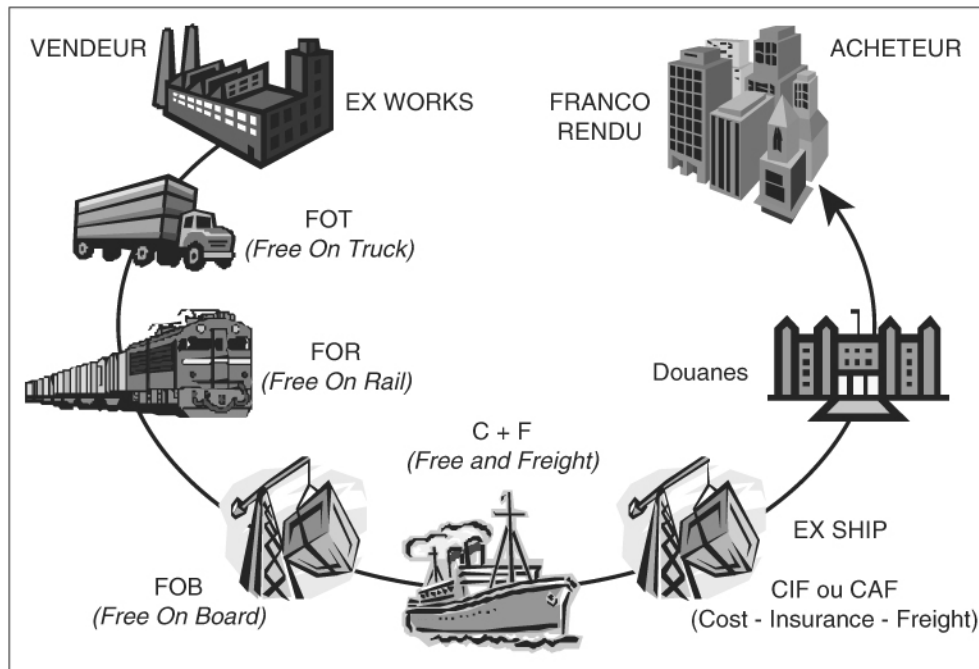 VENDEUR
EX WORKS
FOT
(Free On Truck)
FOR
(Free On Rail)
FOB
(Free On Board)
C + F
(Free and Freight)
EX SHIP
CIF ou CAF
(Cost - Insurance - Freight)
Douanes
FRANCO
RENDU
ACHETEUR